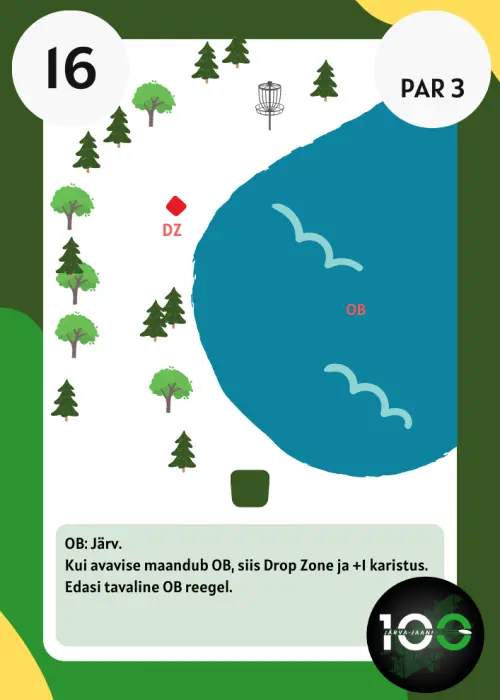 16
PAR 3
DZ
OB
OB: Järv.
Kui avavise maandub OB, siis Drop Zone ja +1 karistus.
Edasi tavaline OB reegel.
100
JÄRVA-JAANI